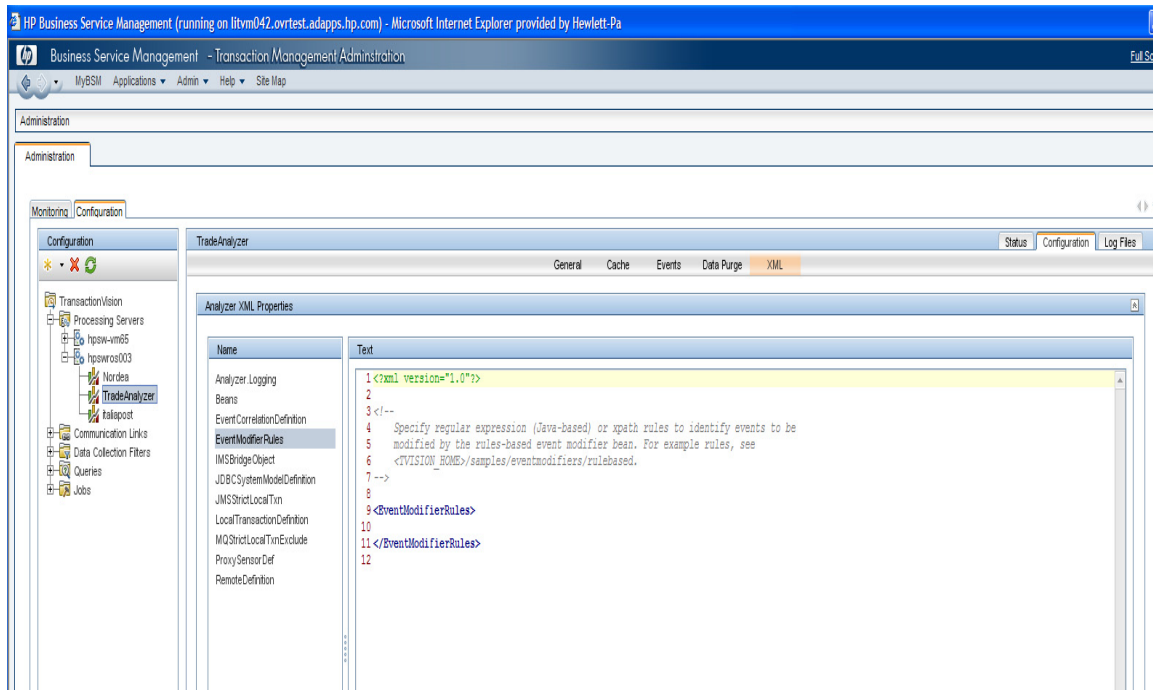 HP Business Service Management (running on litvm042.ovrtest.adapps.hp.com) - Microsoft Internet Explorer provided by Hewlett-Pa
hp Business Service Management - Transaction Management Adminstration Full Sc
MyBSM Applications Admin Help Site Map
Administration
Administration
Monitoring Configuration
Configuration
TransactionVision
Processing Servers
hpsw-vm65
hpswros003
Nordea
TradeAnalyzer
italiapost
Communication Links
Data Collection Filters
Queries
Jobs
TradeAnalyzer Status Configuration Log Files
General Cache Events Data Purge XML
Analyzer XML Properties
Name
Analyzer.Logging
Beans
EventCorrelationDefinition
EventModifierRules
IMSBridgeObject
JDBCSystemModelDefinition
JMSStrictLocalTxn
LocalTransactionDefinition
MQStrictLocalTxnExclude
ProxySensorDef
RemoteDefinition
Text
1 <?xml version="1.0"?>
2
3 <!--
4 Specify regular expression (Java-based) or xpath rules to identify events to be
5 modified by the rules-based event modifier bean. For example rules, see
6 <TVISION_HOME>/samples/eventmodifiers/rulebased.
7 -->
8
9 <EventModifierRules>
10
11 </EventModifierRules>
12